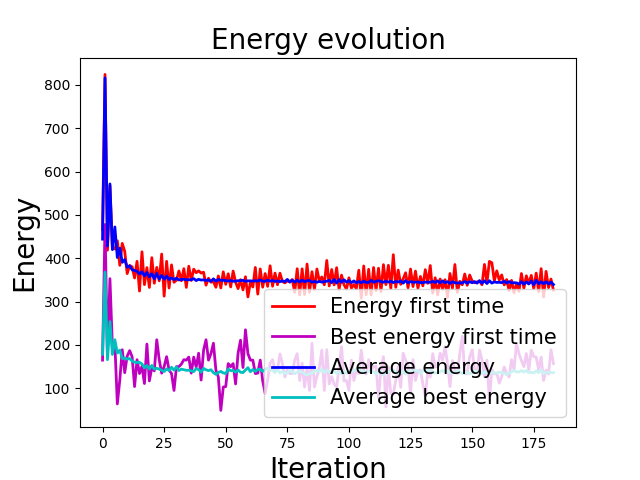 Energy evolution
Energy
800
700
600
500
400
300
200
100
Energy first time
Best energy first time
Average energy
Average best energy
0 25 50 75 100 125 150 175
Iteration